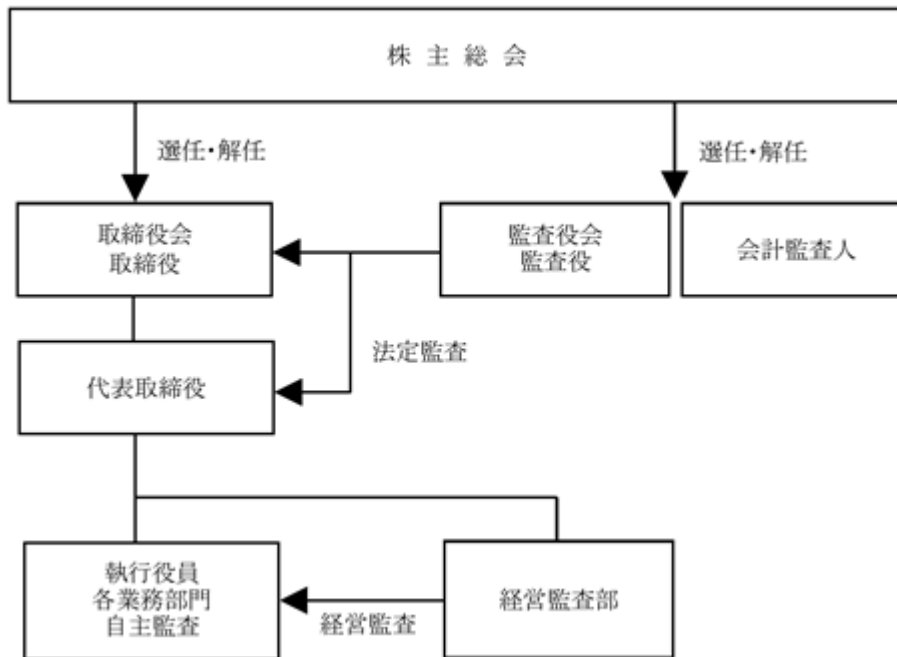 株主総会
選任・解任
選任・解任
取締役会
取締役
監査役会
監査役
会計監査人
法定監査
代表取締役
執行役員
各業務部門
自主監査
経営監査
経営監査部